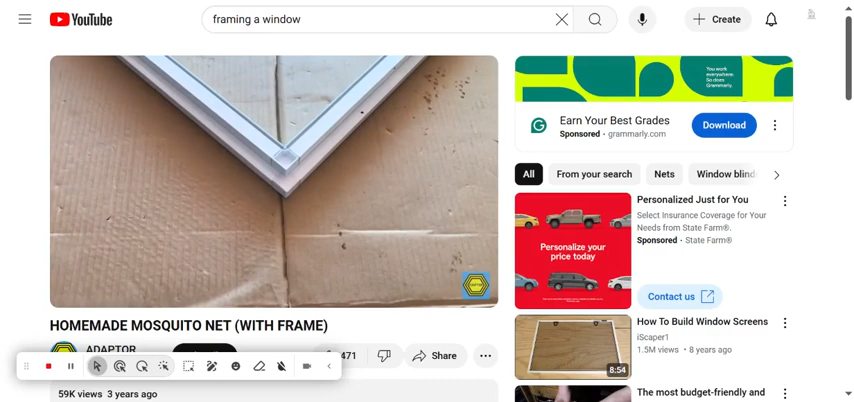 YouTube
framing a window
Create
You work
everywhere.
So does
Grammarly.
Earn Your Best Grades
Sponsored · grammarly.com
Download
All
From your search
Nets
Window blind
Personalized Just for You
Select Insurance Coverage for Your
Needs from State Farm®.
Sponsored · State Farm®
Personalize your
price today
Contact us
HOMEMADE MOSQUITO NET (WITH FRAME)
ADAPTOR
471
Share
59K views 3 years ago
How To Build Window Screens
iScaper1
1.5M views · 8 years ago
8:54
The most budget-friendly and